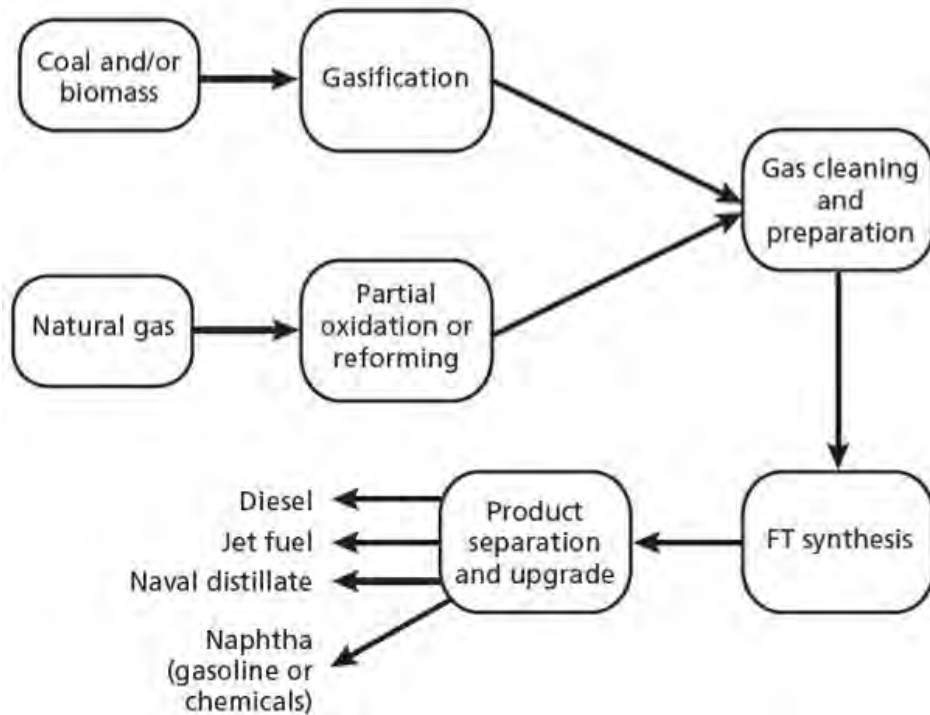 Coal and/or
biomass
Gasification
Gas cleaning
and
preparation
Natural gas
Partial
oxidation or
reforming
Diesel
Jet fuel
Naval distillate
Naphtha
(gasoline or
chemicals)
Product
separation
and upgrade
FT synthesis